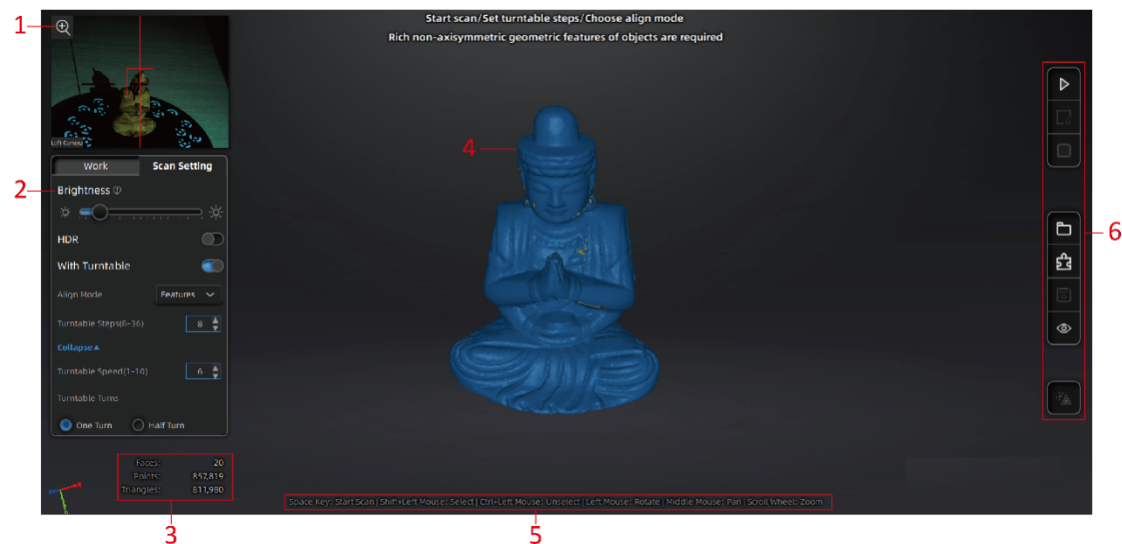 1
Start scan/Set turntable steps/Choose align mode
Rich non-axisymmetric geometric features of objects are required
Left Camera
4
Work Scan Setting
2
Brightness
HDR
With Turntable
Align Mode Features
Turntable Steps(8-36) 8
Collapse
Turntable Speed(1-10) 6
Turntable Turns
One Turn Half Turn
6
Faces: 20
Points: 857,819
Triangles: 811,980
Space Key: Start Scan | Shift+Left Mouse: Select | Ctrl+Left Mouse: Unselect | Left Mouse: Rotate | Middle Mouse: Pan | Scroll Wheel: Zoom
3
5